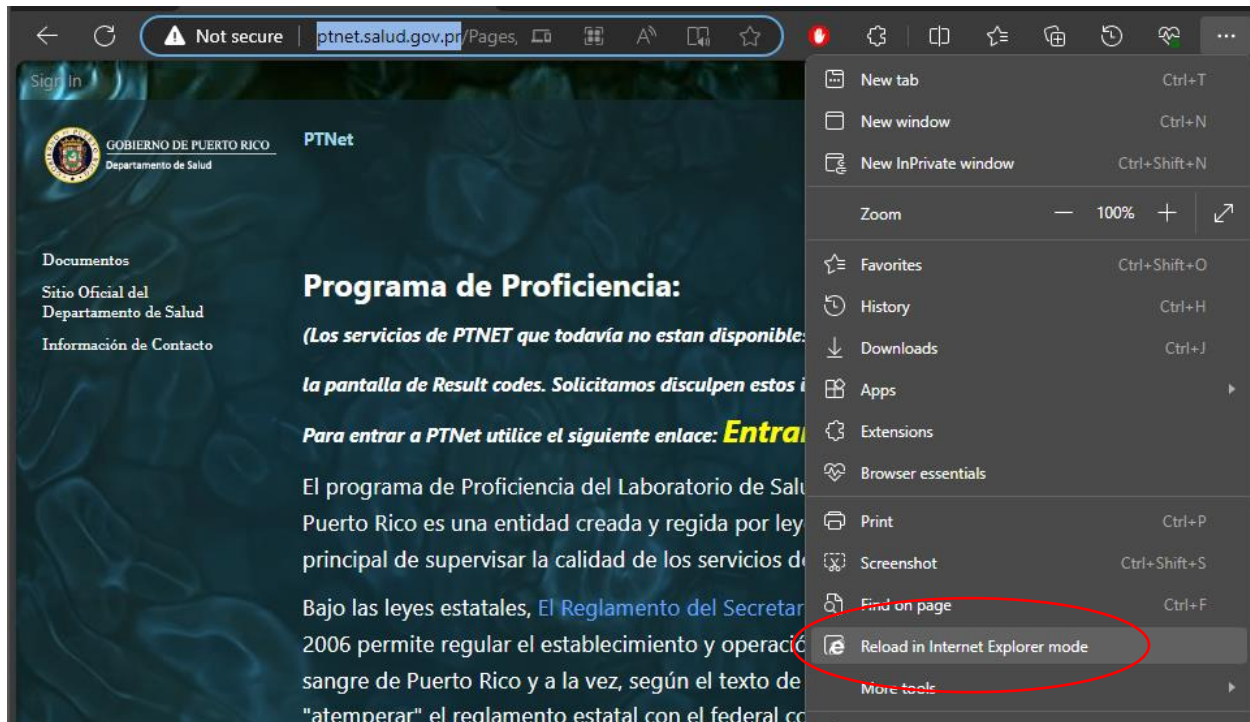 Not secure | ptnet.salud.gov.pr/Pages,
Sign In
GOBIERNO DE PUERTO RICO
Departamento de Salud
PTNet
Documentos
Sitio Oficial del
Departamento de Salud
Información de Contacto
Programa de Proficiencia:
(Los servicios de PTNET que todavía no estan disponibles
la pantalla de Result codes. Solicitamos disculpen estos i
Para entrar a PTNet utilice el siguiente enlace: Entrar
El programa de Proficiencia del Laboratorio de Salu
Puerto Rico es una entidad creada y regida por ley
principal de supervisar la calidad de los servicios de
Bajo las leyes estatales, El Reglamento del Secretar
2006 permite regular el establecimiento y operació
sangre de Puerto Rico y a la vez, según el texto de
"atemperar" el reglamento estatal con el federal co
New tab Ctrl+T
New window Ctrl+N
New InPrivate window Ctrl+Shift+N
Zoom — 100% +
Favorites Ctrl+Shift+O
History Ctrl+H
Downloads Ctrl+J
Apps
Extensions
Browser essentials
Print Ctrl+P
Screenshot Ctrl+Shift+S
Find on page Ctrl+F
Reload in Internet Explorer mode
More tools